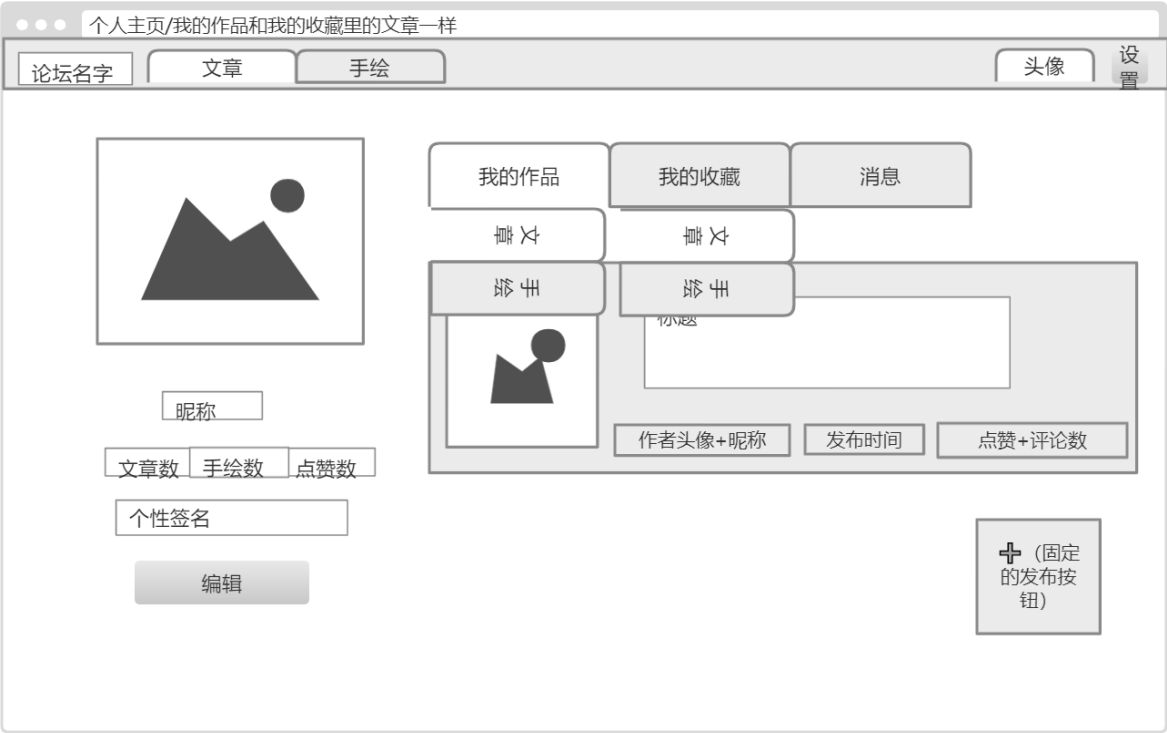 个人主页/我的作品和我的收藏里的文章一样
论坛名字
文章
手绘
头像
设置
我的作品
我的收藏
消息
文章
文章
手绘
手绘
标题
作者头像+昵称
发布时间
点赞+评论数
昵称
文章数
手绘数
点赞数
个性签名
编辑
(固定
的发布按
钮)